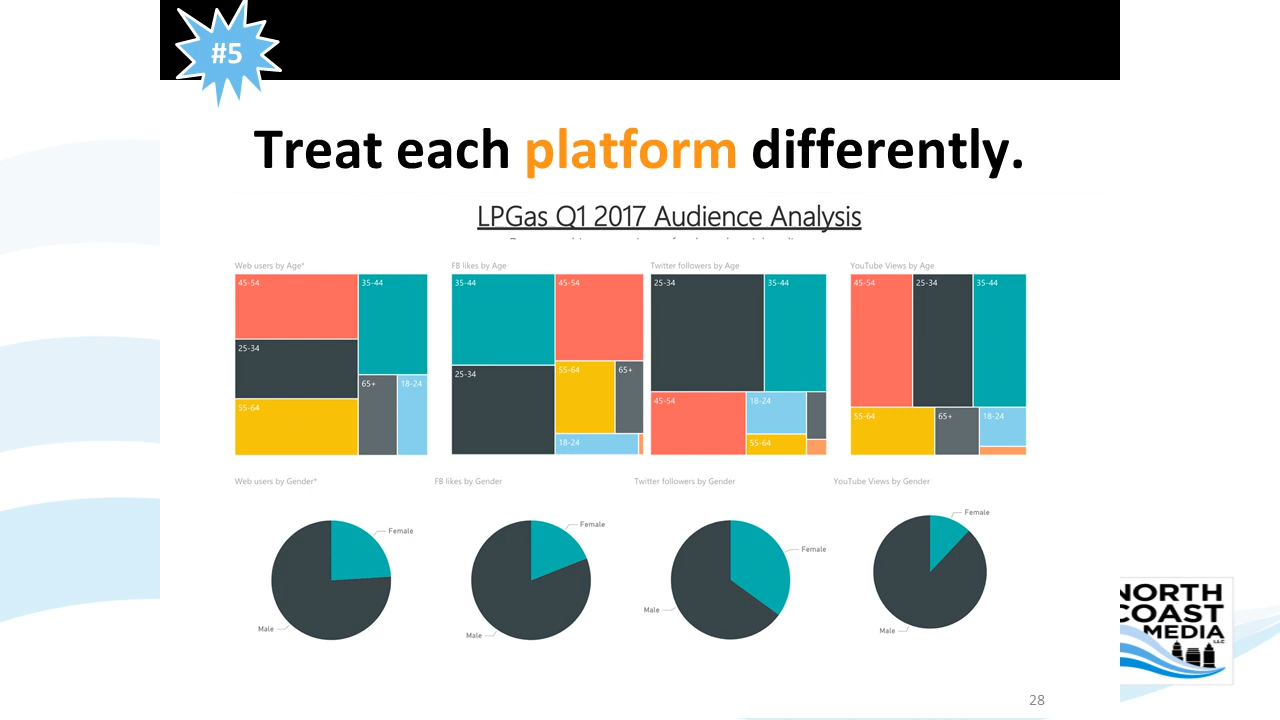 #5
Treat each platform differently.
LPGas Q1 2017 Audience Analysis
Web users by Age*
45-54
35-44
25-34
55-64
65+
18-24
FB likes by Age
35-44
45-54
25-34
55-64
65+
18-24
Twitter followers by Age
25-34
35-44
45-54
18-24
55-64
YouTube Views by Age
45-54
25-34
35-44
55-64
65+
18-24
Web users by Gender*
Female
Male
FB likes by Gender
Female
Male
Twitter followers by Gender
Female
Male
YouTube Views by Gender
Female
Male
NORTH
COAST
MEDIA
LLC
28